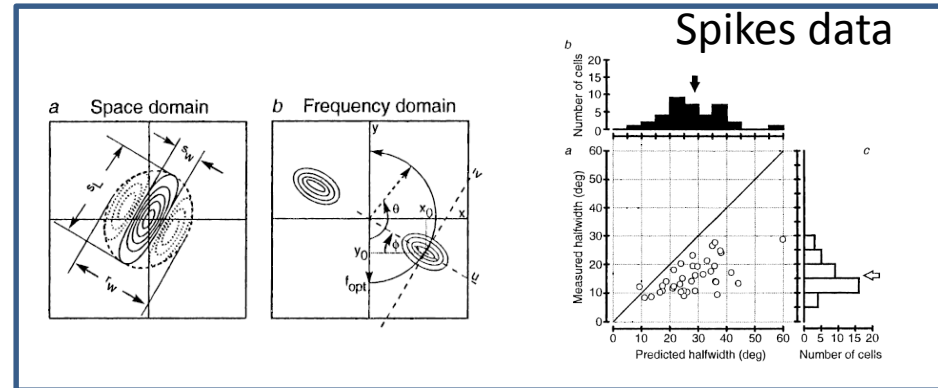 Spikes data
a Space domain
s_w
s_L
r_w
b Frequency domain
y
v
θ
x_0
x
y_0
ϕ
f_opt
u
b
Number of cells
20
15
10
5
0
a
Measured halfwidth (deg)
60
50
40
30
20
10
0
0 10 20 30 40 50 60
Predicted halfwidth (deg)
c
0 5 10 15 20
Number of cells